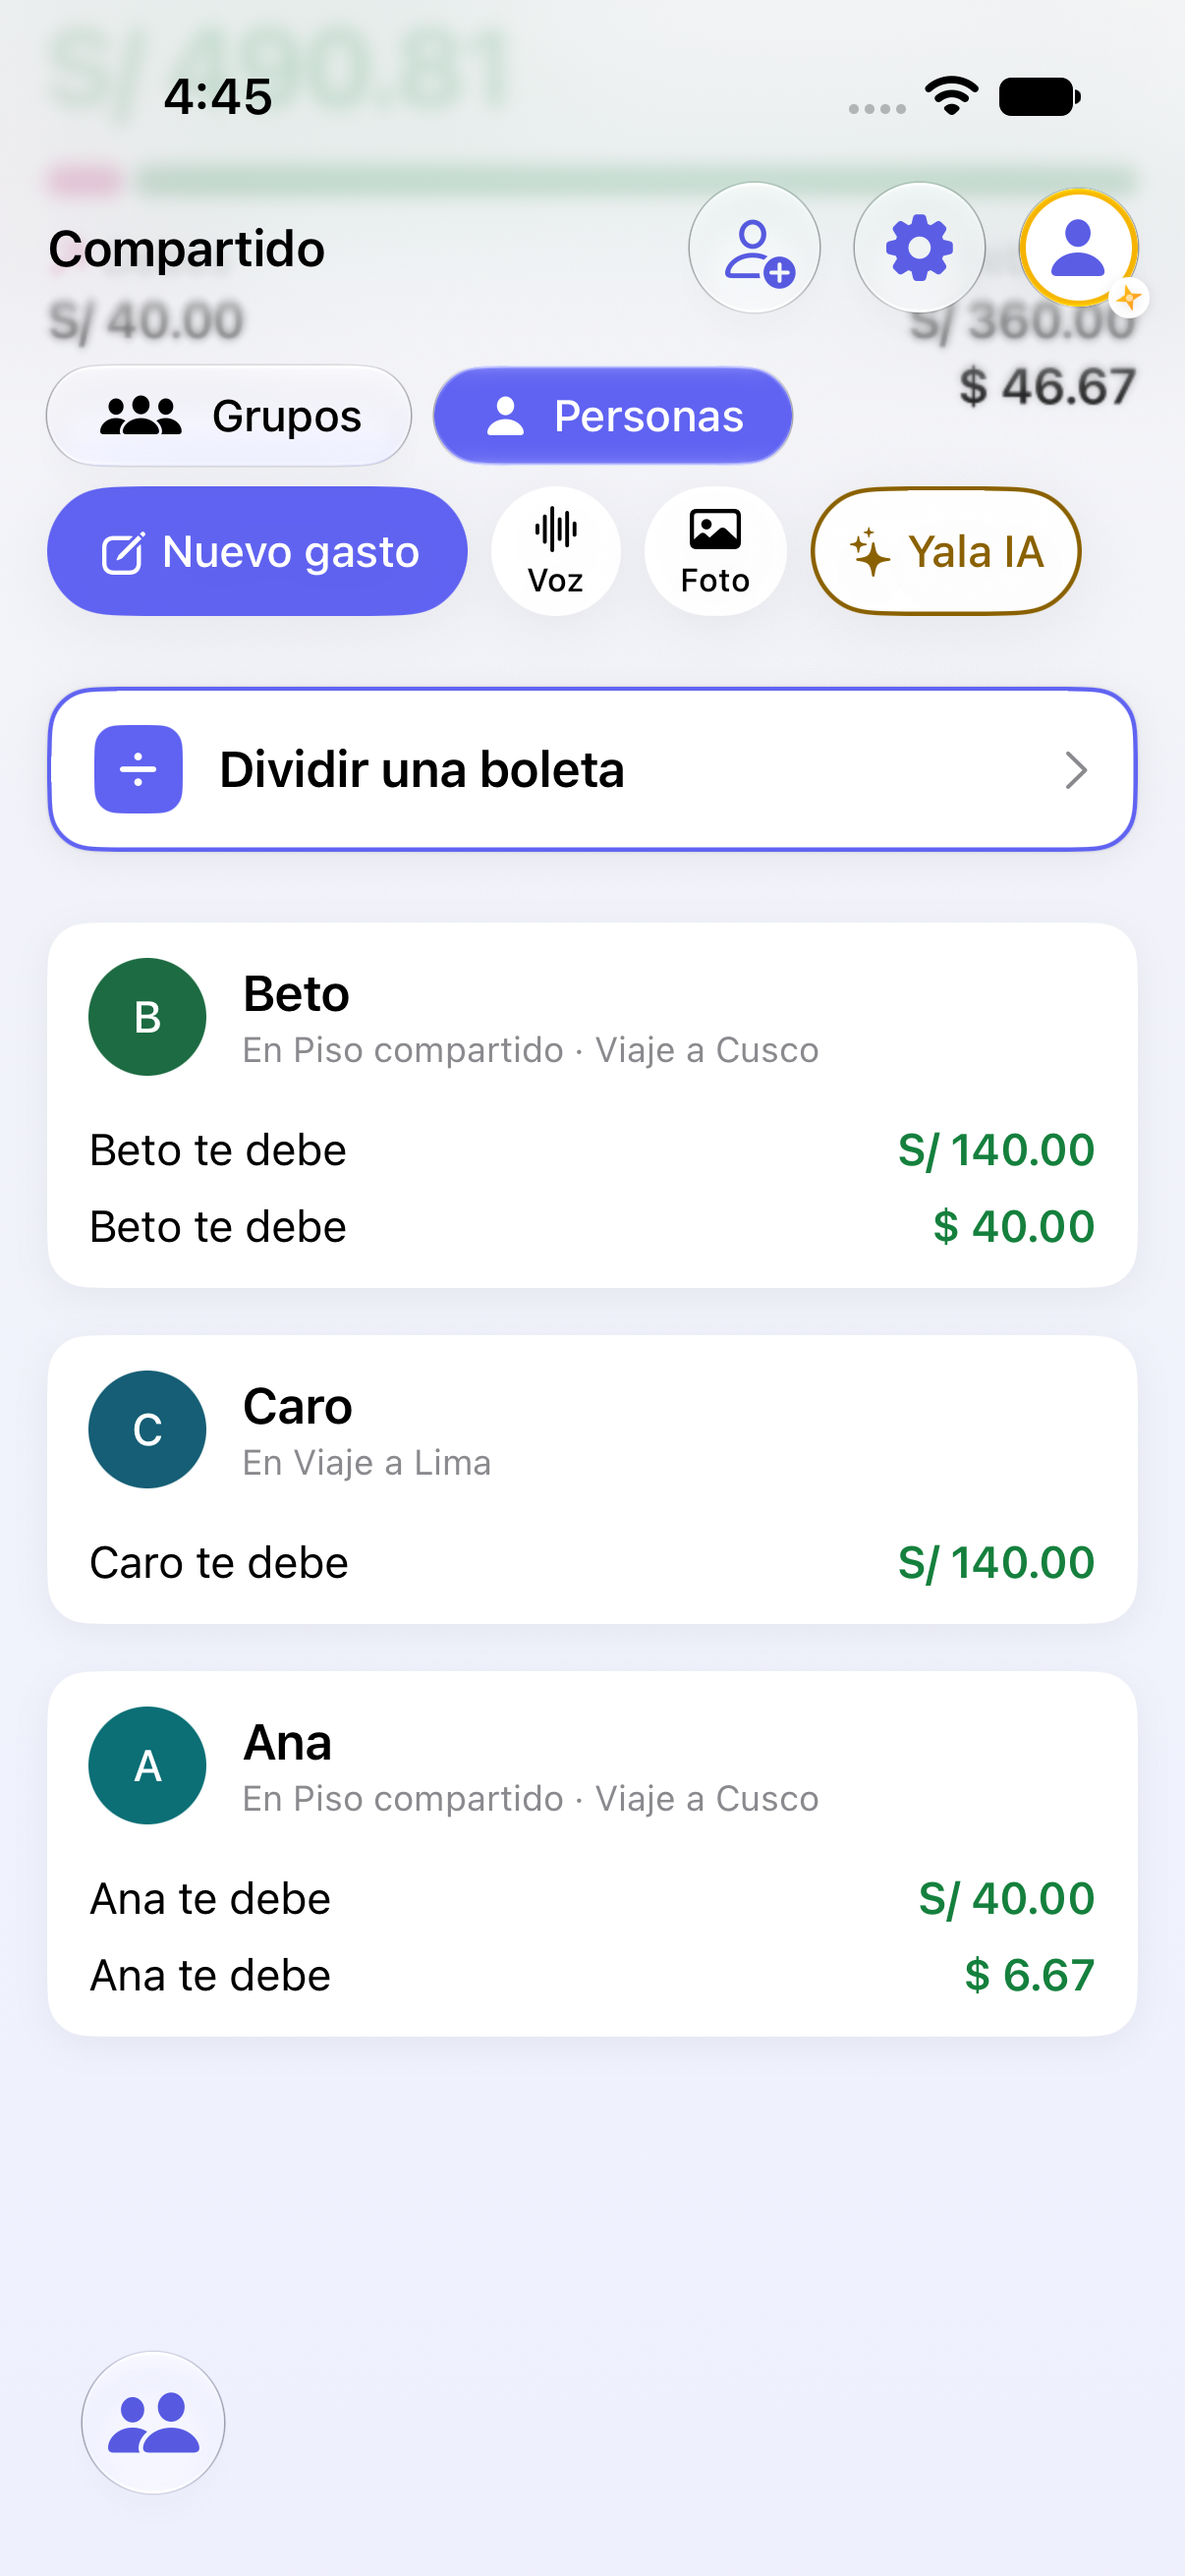 S/ 490.81
4:45
Compartido
S/ 40.00
S/ 360.00
$ 46.67
Grupos
Personas
Nuevo gasto
Voz
Foto
Yala IA
Dividir una boleta
B
Beto
En Piso compartido · Viaje a Cusco
Beto te debe S/ 140.00
Beto te debe $ 40.00
C
Caro
En Viaje a Lima
Caro te debe S/ 140.00
A
Ana
En Piso compartido · Viaje a Cusco
Ana te debe S/ 40.00
Ana te debe $ 6.67